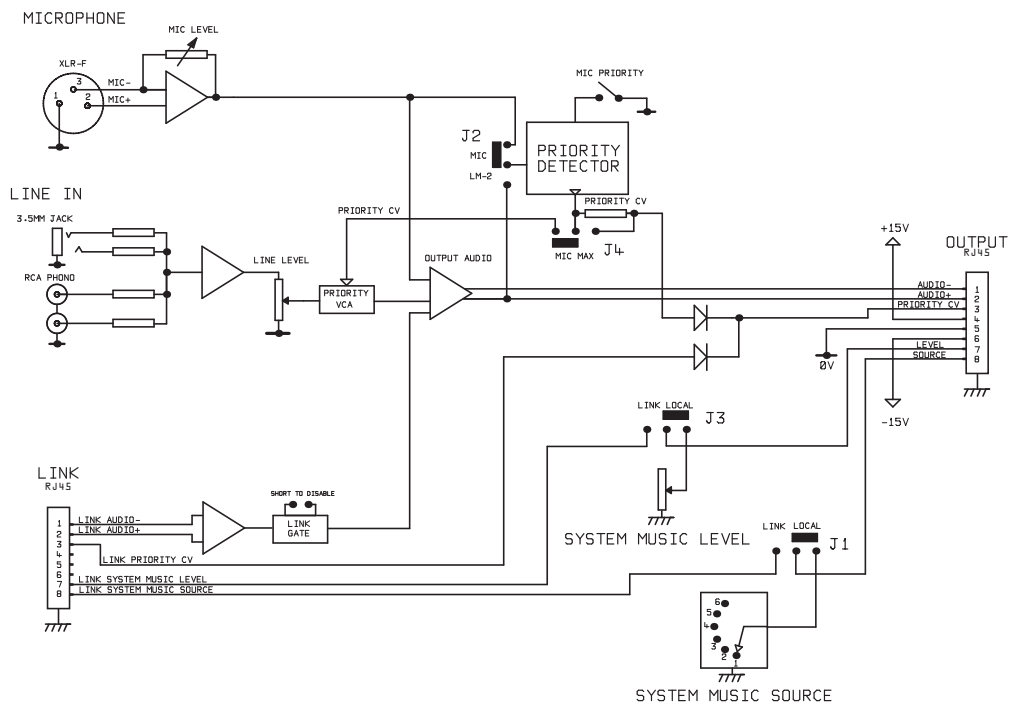 MICROPHONE
MIC LEVEL
XLR-F
3
MIC-
1
2
MIC+
MIC PRIORITY
J2
MIC
LM-2
PRIORITY
DETECTOR
LINE IN
3.5MM JACK
PRIORITY CV
PRIORITY CV
J4
MIC MAX
RCA PHONO
LINE LEVEL
PRIORITY
VCA
OUTPUT AUDIO
+15V
OUTPUT
RJ45
AUDIO-
1
AUDIO+
2
PRIORITY CV
3
4
5
6
LEVEL
7
SOURCE
8
0V
-15V
LINK LOCAL
J3
SYSTEM MUSIC LEVEL
LINK
RJ45
SHORT TO DISABLE
LINK
GATE
1
LINK AUDIO-
2
LINK AUDIO+
3
4
5
LINK PRIORITY CV
6
7
LINK SYSTEM MUSIC LEVEL
8
LINK SYSTEM MUSIC SOURCE
LINK LOCAL
J1
6
5
4
3
2
1
SYSTEM MUSIC SOURCE